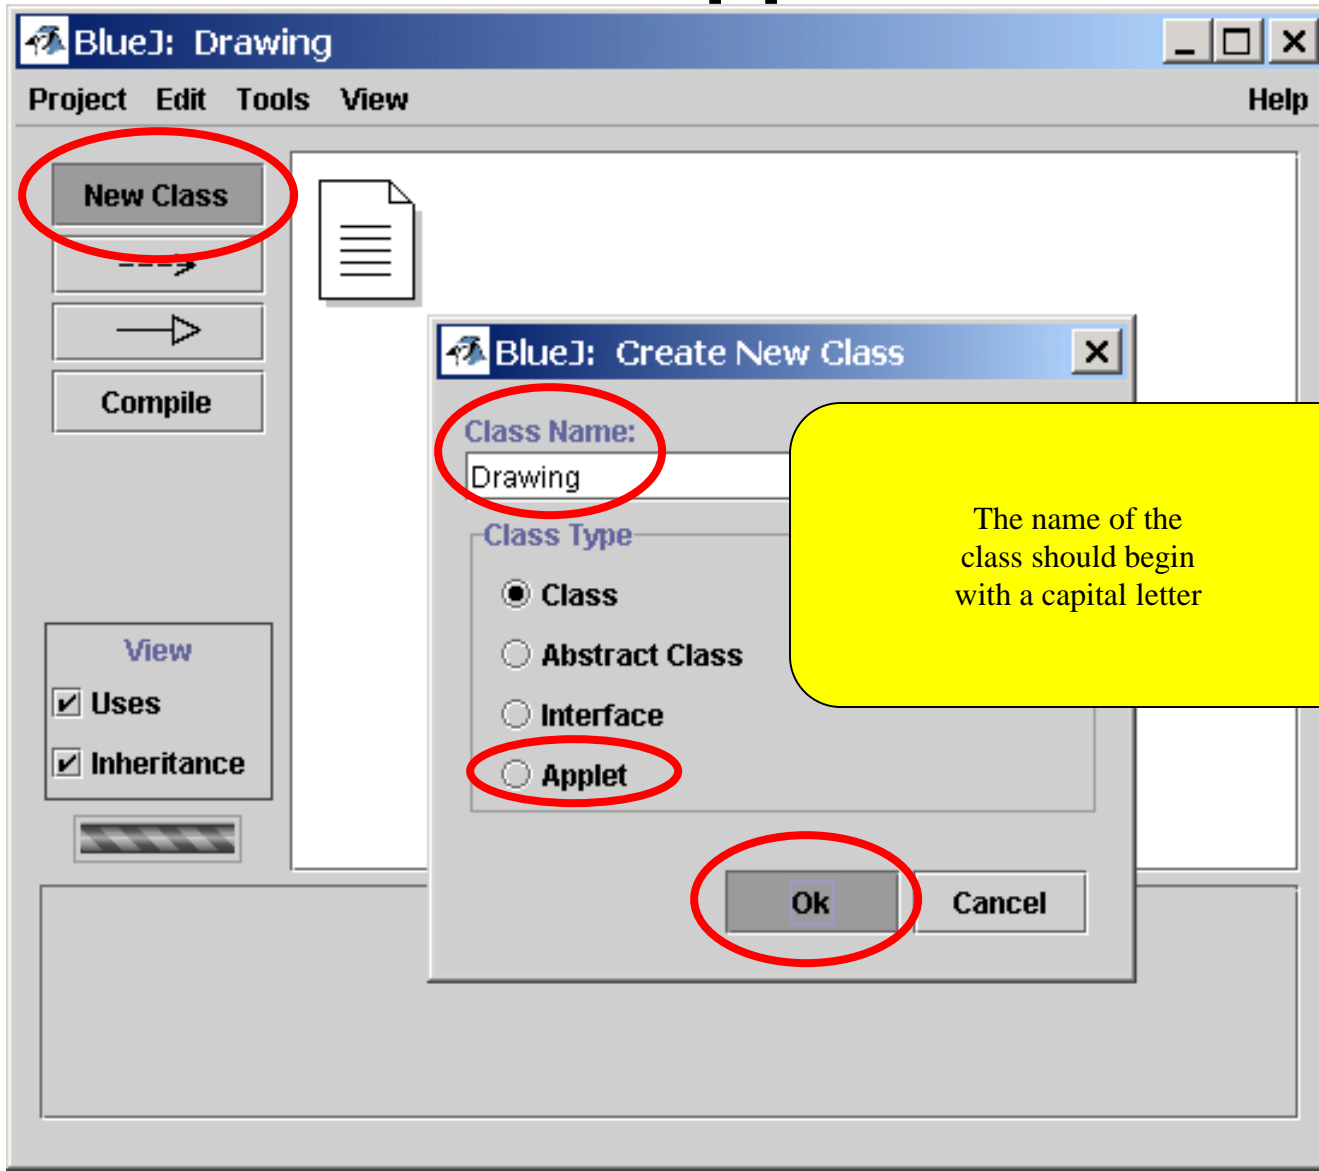 BlueJ: Drawing
Project Edit Tools View Help
New Class
Compile
BlueJ: Create New Class
Class Name:
Drawing
The name of the
class should begin
with a capital letter
Class Type
Class
Abstract Class
Interface
Applet
View
Uses
Inheritance
Ok Cancel